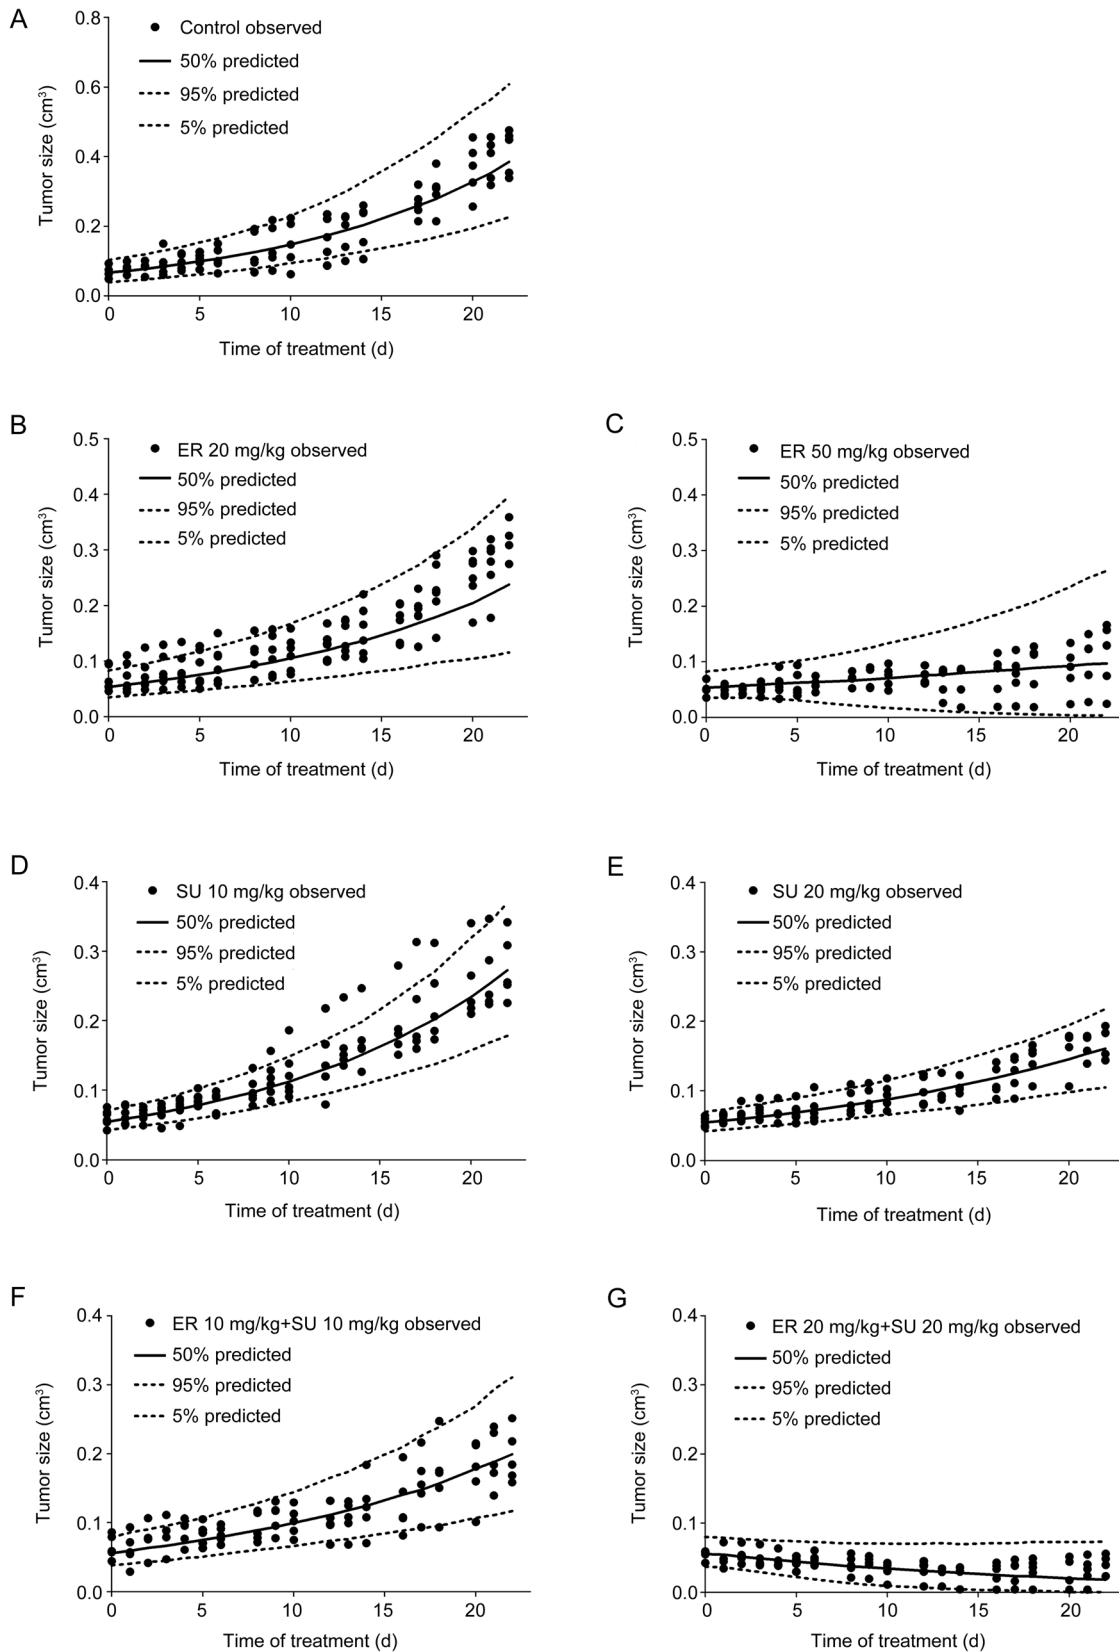 A
Control observed
50% predicted
95% predicted
5% predicted
Tumor size (cm³)
0.8
0.6
0.4
0.2
0.0
0 5 10 15 20
Time of treatment (d)
B
ER 20 mg/kg observed
50% predicted
95% predicted
5% predicted
Tumor size (cm³)
0.5
0.4
0.3
0.2
0.1
0.0
0 5 10 15 20
Time of treatment (d)
C
ER 50 mg/kg observed
50% predicted
95% predicted
5% predicted
Tumor size (cm³)
0.5
0.4
0.3
0.2
0.1
0.0
0 5 10 15 20
Time of treatment (d)
D
SU 10 mg/kg observed
50% predicted
95% predicted
5% predicted
Tumor size (cm³)
0.4
0.3
0.2
0.1
0.0
0 5 10 15 20
Time of treatment (d)
E
SU 20 mg/kg observed
50% predicted
95% predicted
5% predicted
Tumor size (cm³)
0.4
0.3
0.2
0.1
0.0
0 5 10 15 20
Time of treatment (d)
F
ER 10 mg/kg+SU 10 mg/kg observed
50% predicted
95% predicted
5% predicted
Tumor size (cm³)
0.4
0.3
0.2
0.1
0.0
0 5 10 15 20
Time of treatment (d)
G
ER 20 mg/kg+SU 20 mg/kg observed
50% predicted
95% predicted
5% predicted
Tumor size (cm³)
0.4
0.3
0.2
0.1
0.0
0 5 10 15 20
Time of treatment (d)